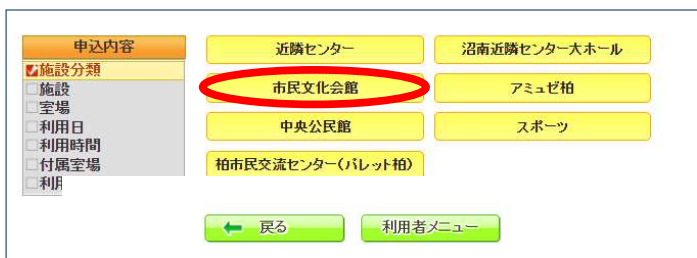 申込内容
施設分類
施設
室場
利用日
利用時間
付属室場
利用
近隣センター
沼南近隣センター大ホール
市民文化会館
アミュゼ柏
中央公民館
スポーツ
柏市民交流センター(パレット柏)
戻る
利用者メニュー